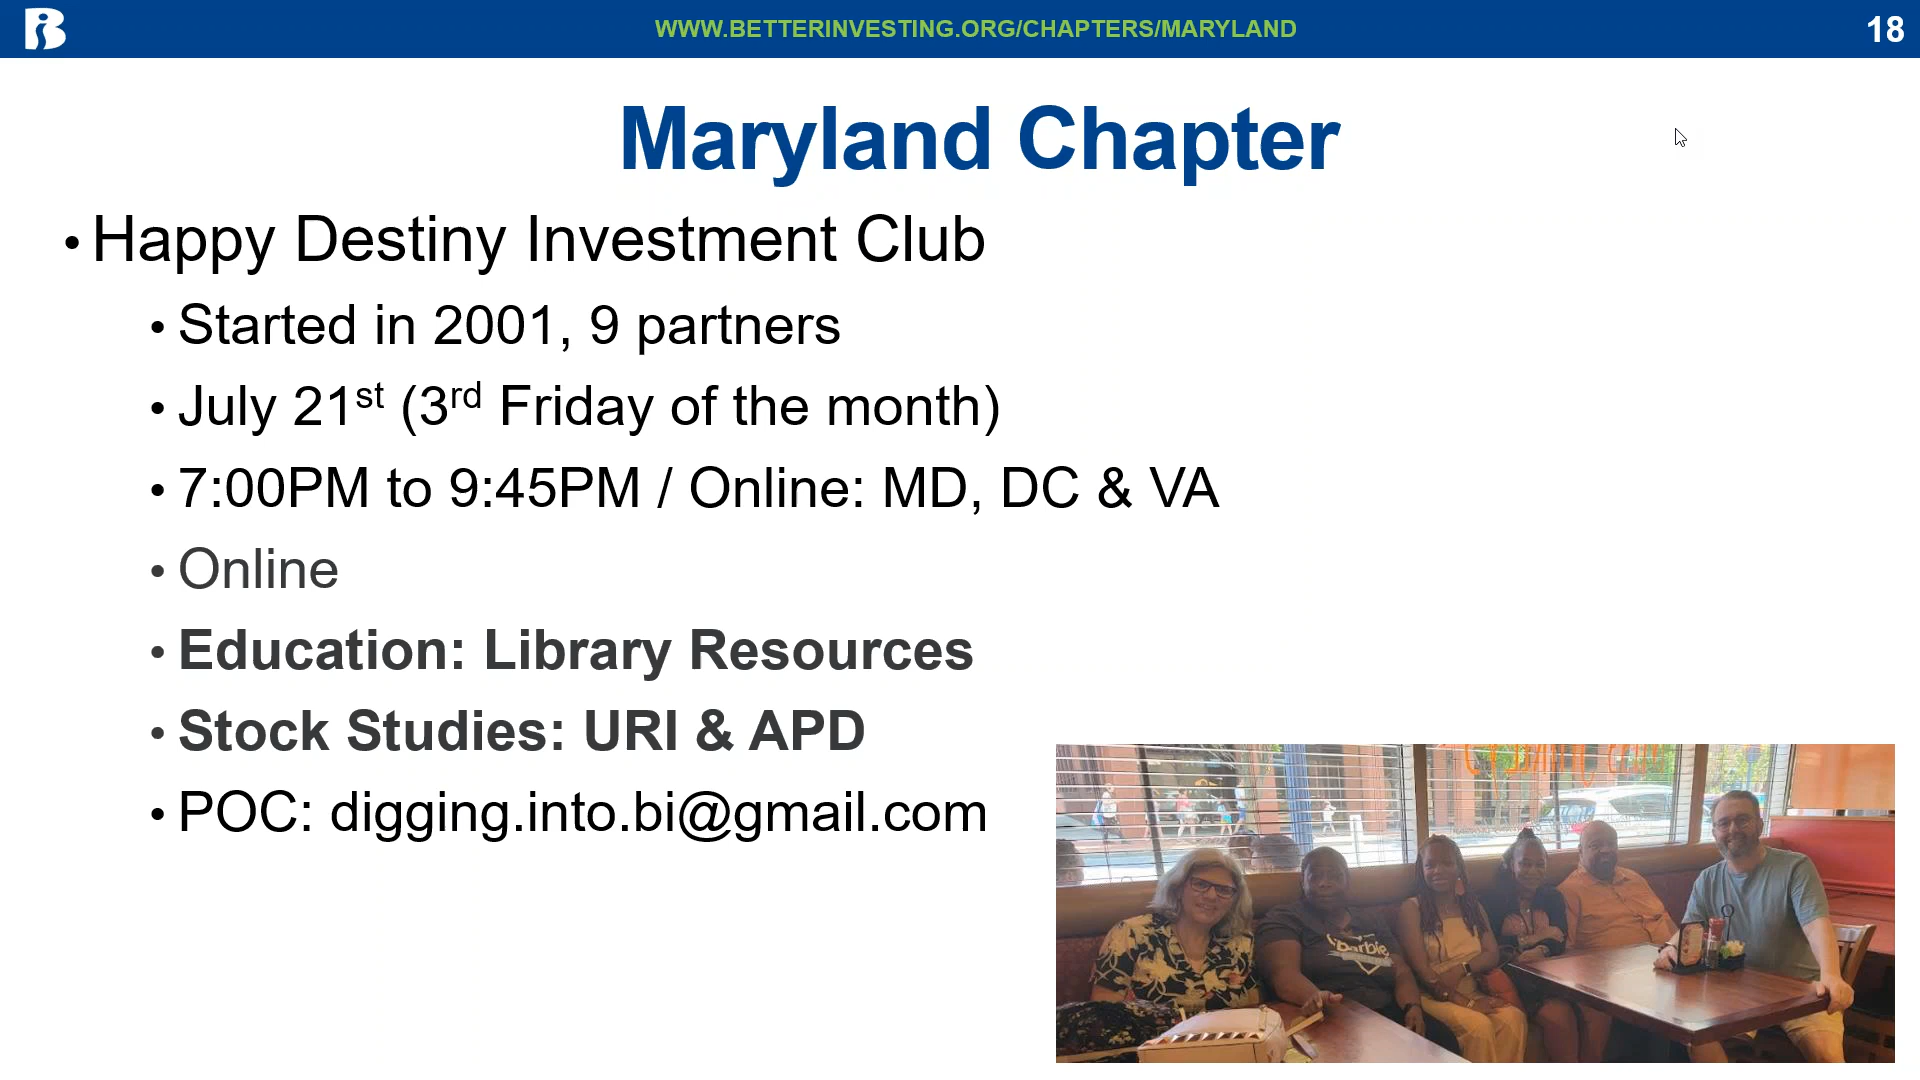 WWW.BETTERINVESTING.ORG/CHAPTERS/MARYLAND
18
Maryland Chapter
• Happy Destiny Investment Club
• Started in 2001, 9 partners
• July 21st (3rd Friday of the month)
• 7:00PM to 9:45PM / Online: MD, DC & VA
• Online
• Education: Library Resources
• Stock Studies: URI & APD
• POC: digging.into.bi@gmail.com
Barbie